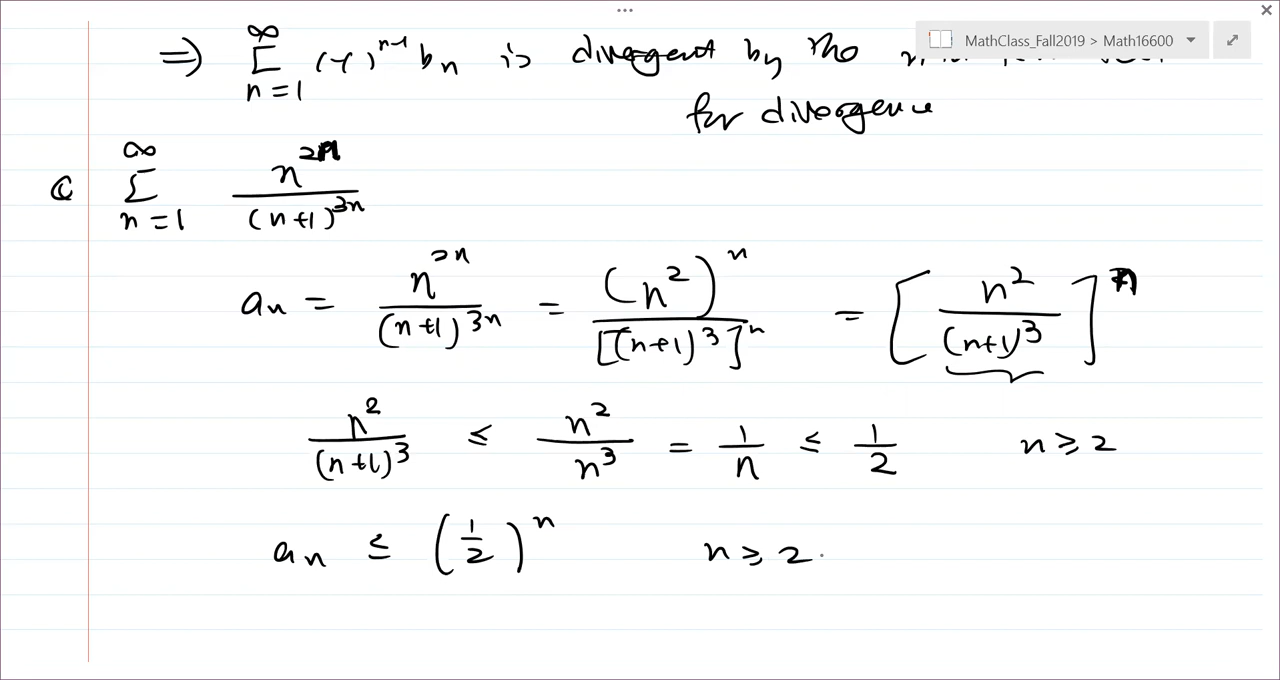 ⇒) ∞Σn=1 (-1)^{n-1} b_n is divergent by the
MathClass_Fall2019 > Math16600
for divergence
C ∞Σn=1 n^{2n}/(n+1)^{3n}
a_n = n^{2n}/(n+1)^{3n} = (n^2)^n/[(n+1)^3]^n = [n^2/(n+1)^3]^n
n^2/(n+1)^3 ≤ n^2/n^3 = 1/n ≤ 1/2 n ≥ 2
a_n ≤ (1/2)^n n ≥ 2